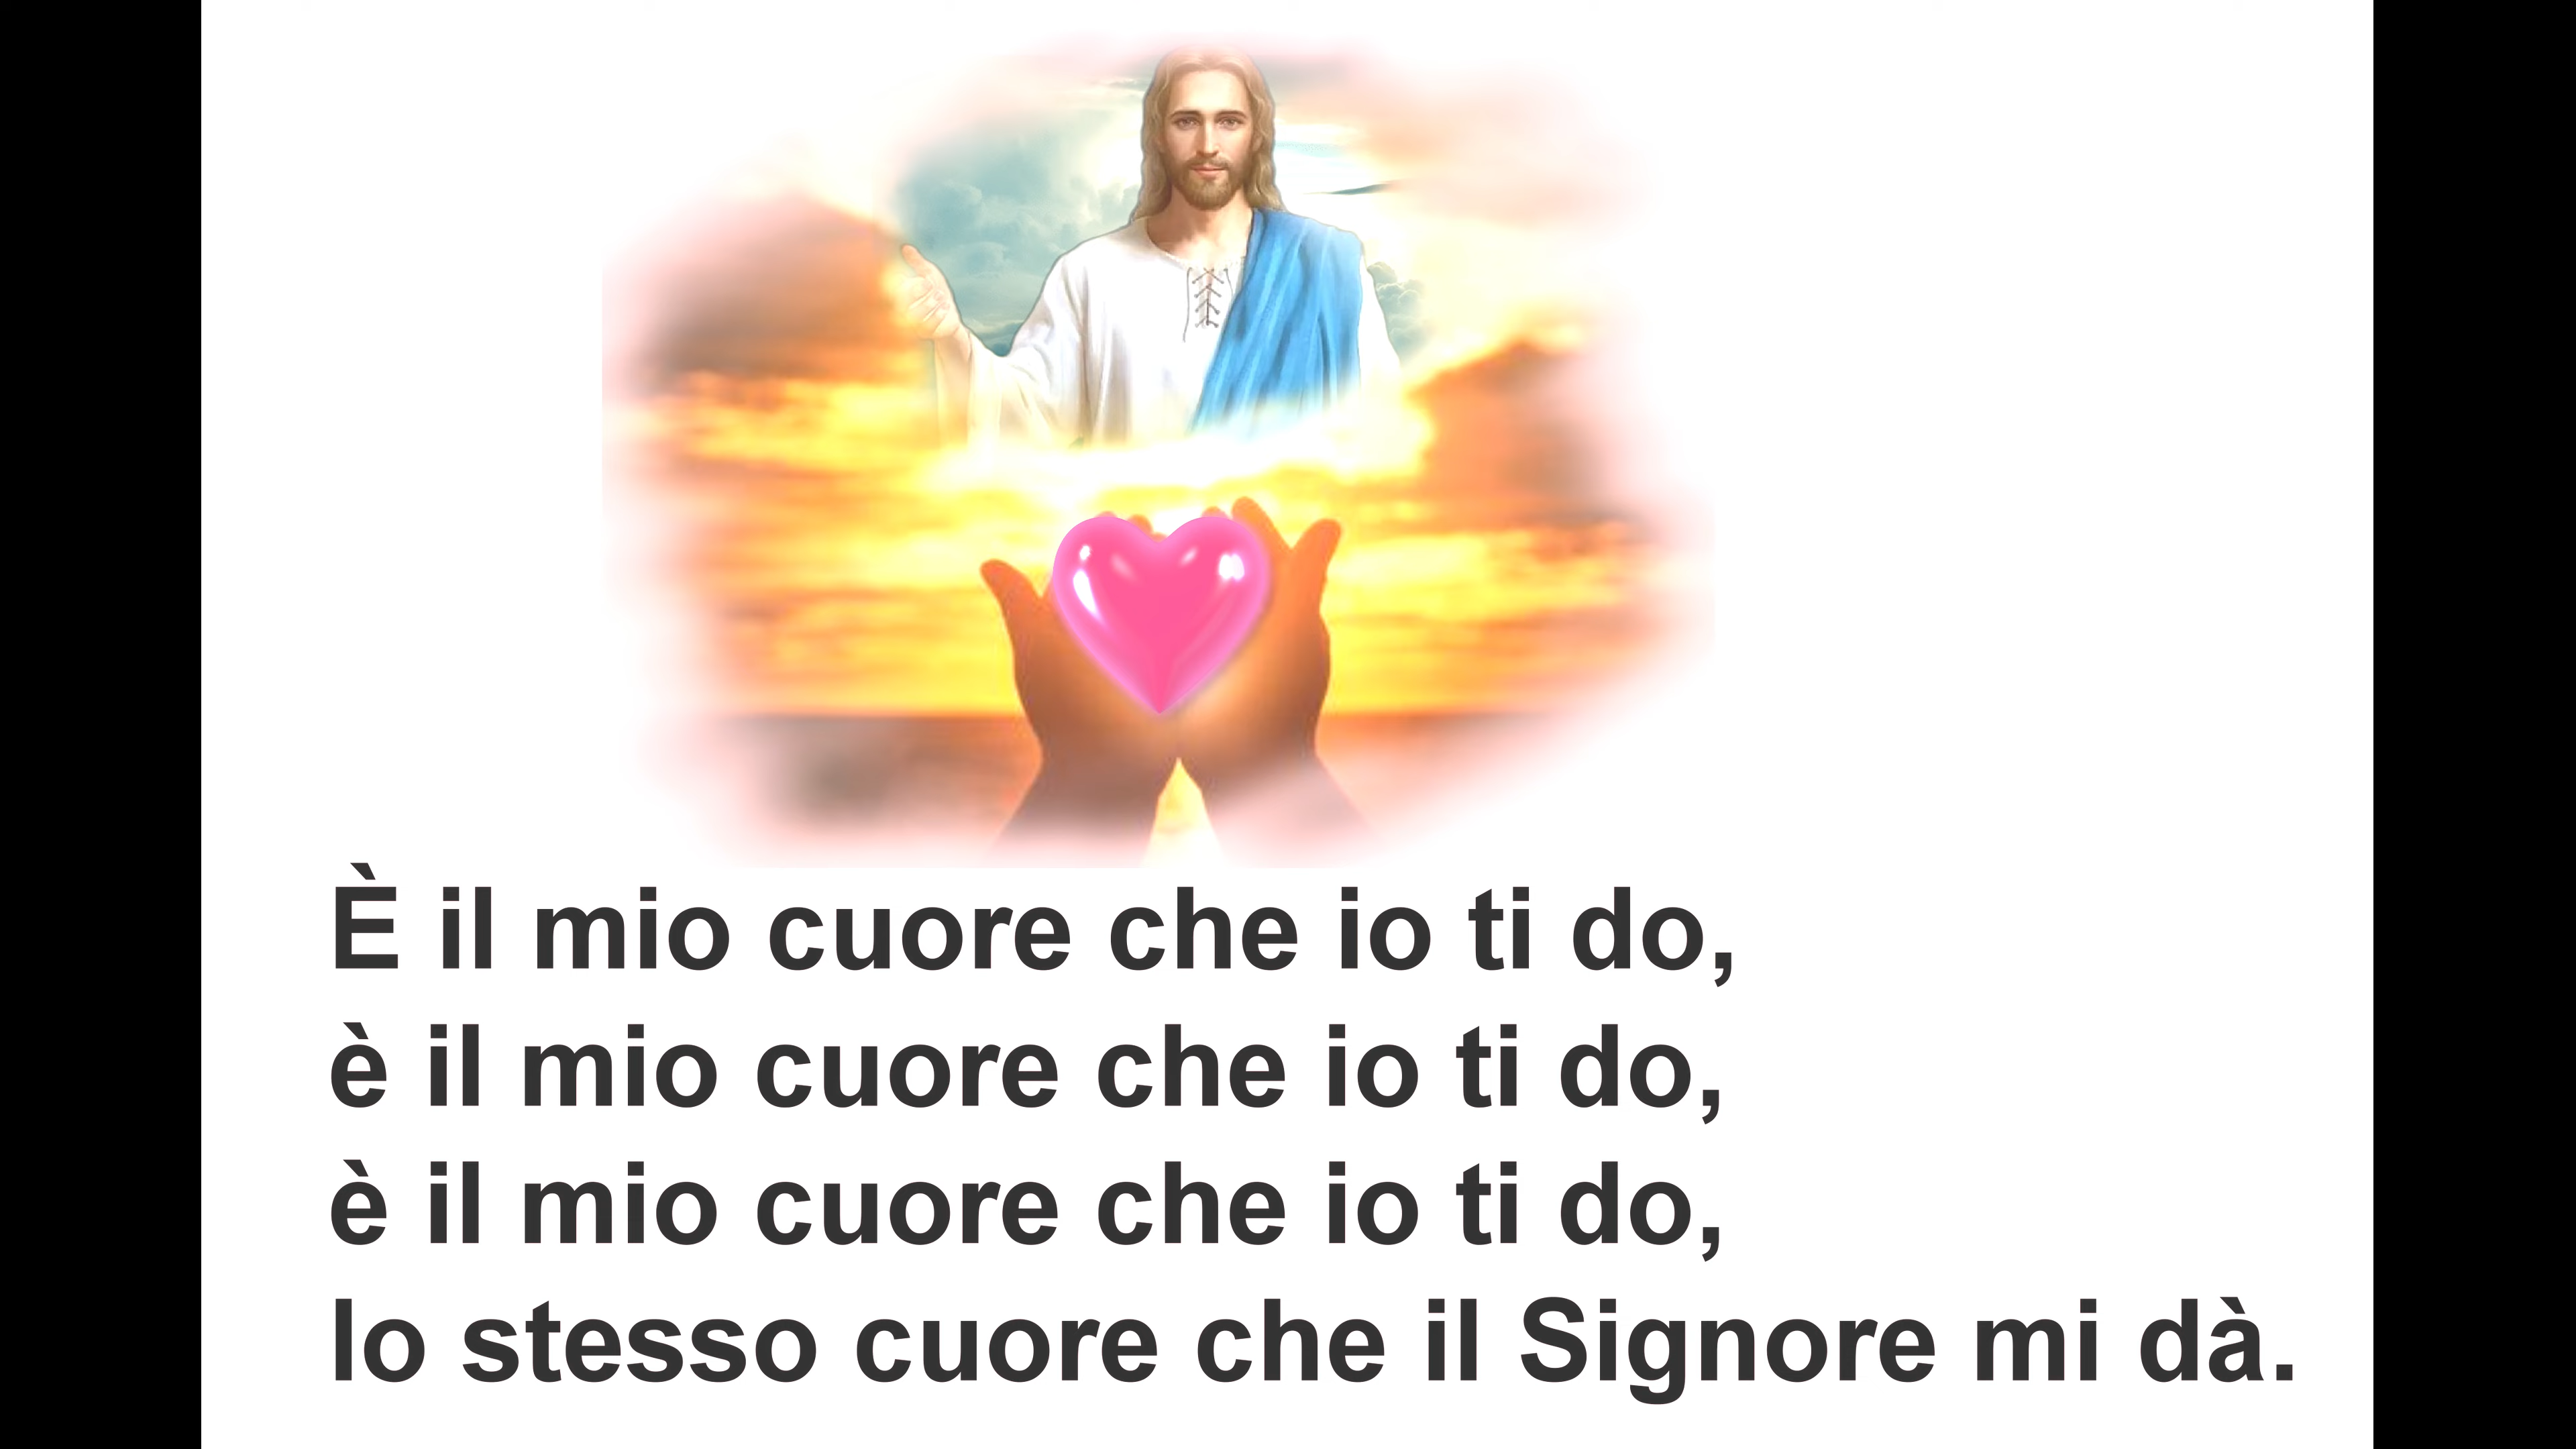 È il mio cuore che io ti do,
è il mio cuore che io ti do,
è il mio cuore che io ti do,
lo stesso cuore che il Signore mi dà.